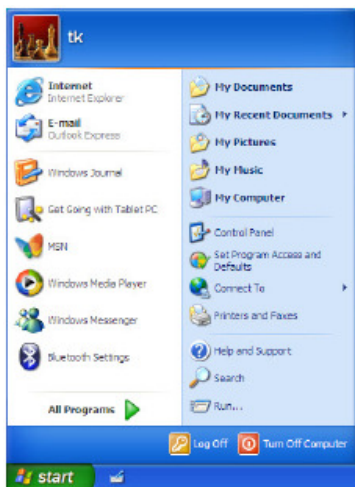 tk
Internet
Internet Explorer
E-mail
Outlook Express
Windows Journal
Get Going with Tablet PC
MSN
Windows Media Player
Windows Messenger
Bluetooth Settings
All Programs
My Documents
My Recent Documents
My Pictures
My Music
My Computer
Control Panel
Set Program Access and
Defaults
Connect To
Printers and Faxes
Help and Support
Search
Run...
Log Off
Turn Off Computer
start